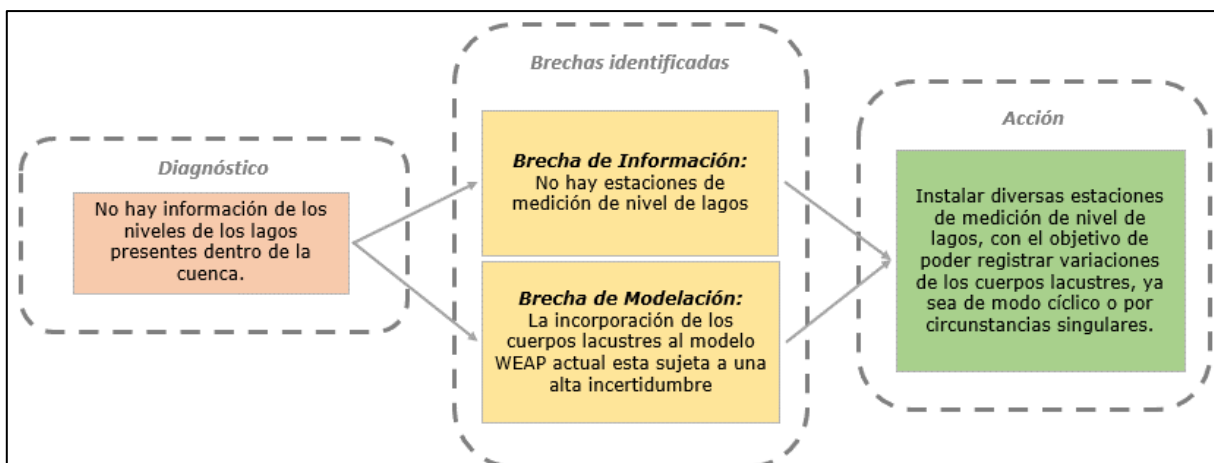 Diagnóstico
No hay información de los
niveles de los lagos
presentes dentro de la
cuenca.
Brechas identificadas
Brecha de Información:
No hay estaciones de
medición de nivel de lagos
Brecha de Modelación:
La incorporación de los
cuerpos lacustres al modelo
WEAP actual esta sujeta a una
alta incertidumbre
Acción
Instalar diversas estaciones
de medición de nivel de
lagos, con el objetivo de
poder registrar variaciones
de los cuerpos lacustres, ya
sea de modo cíclico o por
circunstancias singulares.